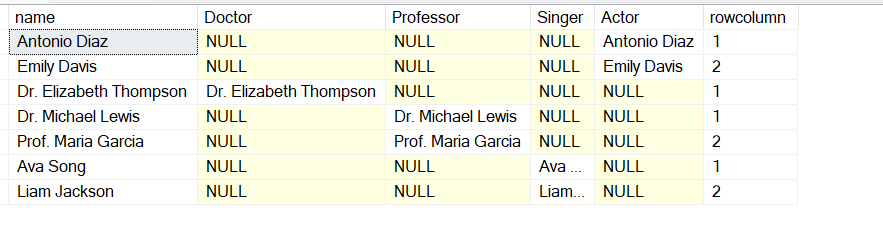 name Doctor Professor Singer Actor rowcolumn
Antonio Diaz NULL NULL NULL Antonio Diaz 1
Emily Davis NULL NULL NULL Emily Davis 2
Dr. Elizabeth Thompson Dr. Elizabeth Thompson NULL NULL NULL 1
Dr. Michael Lewis NULL Dr. Michael Lewis NULL NULL 1
Prof. Maria Garcia NULL Prof. Maria Garcia NULL NULL 2
Ava Song NULL NULL Ava ... NULL 1
Liam Jackson NULL NULL Liam... NULL 2